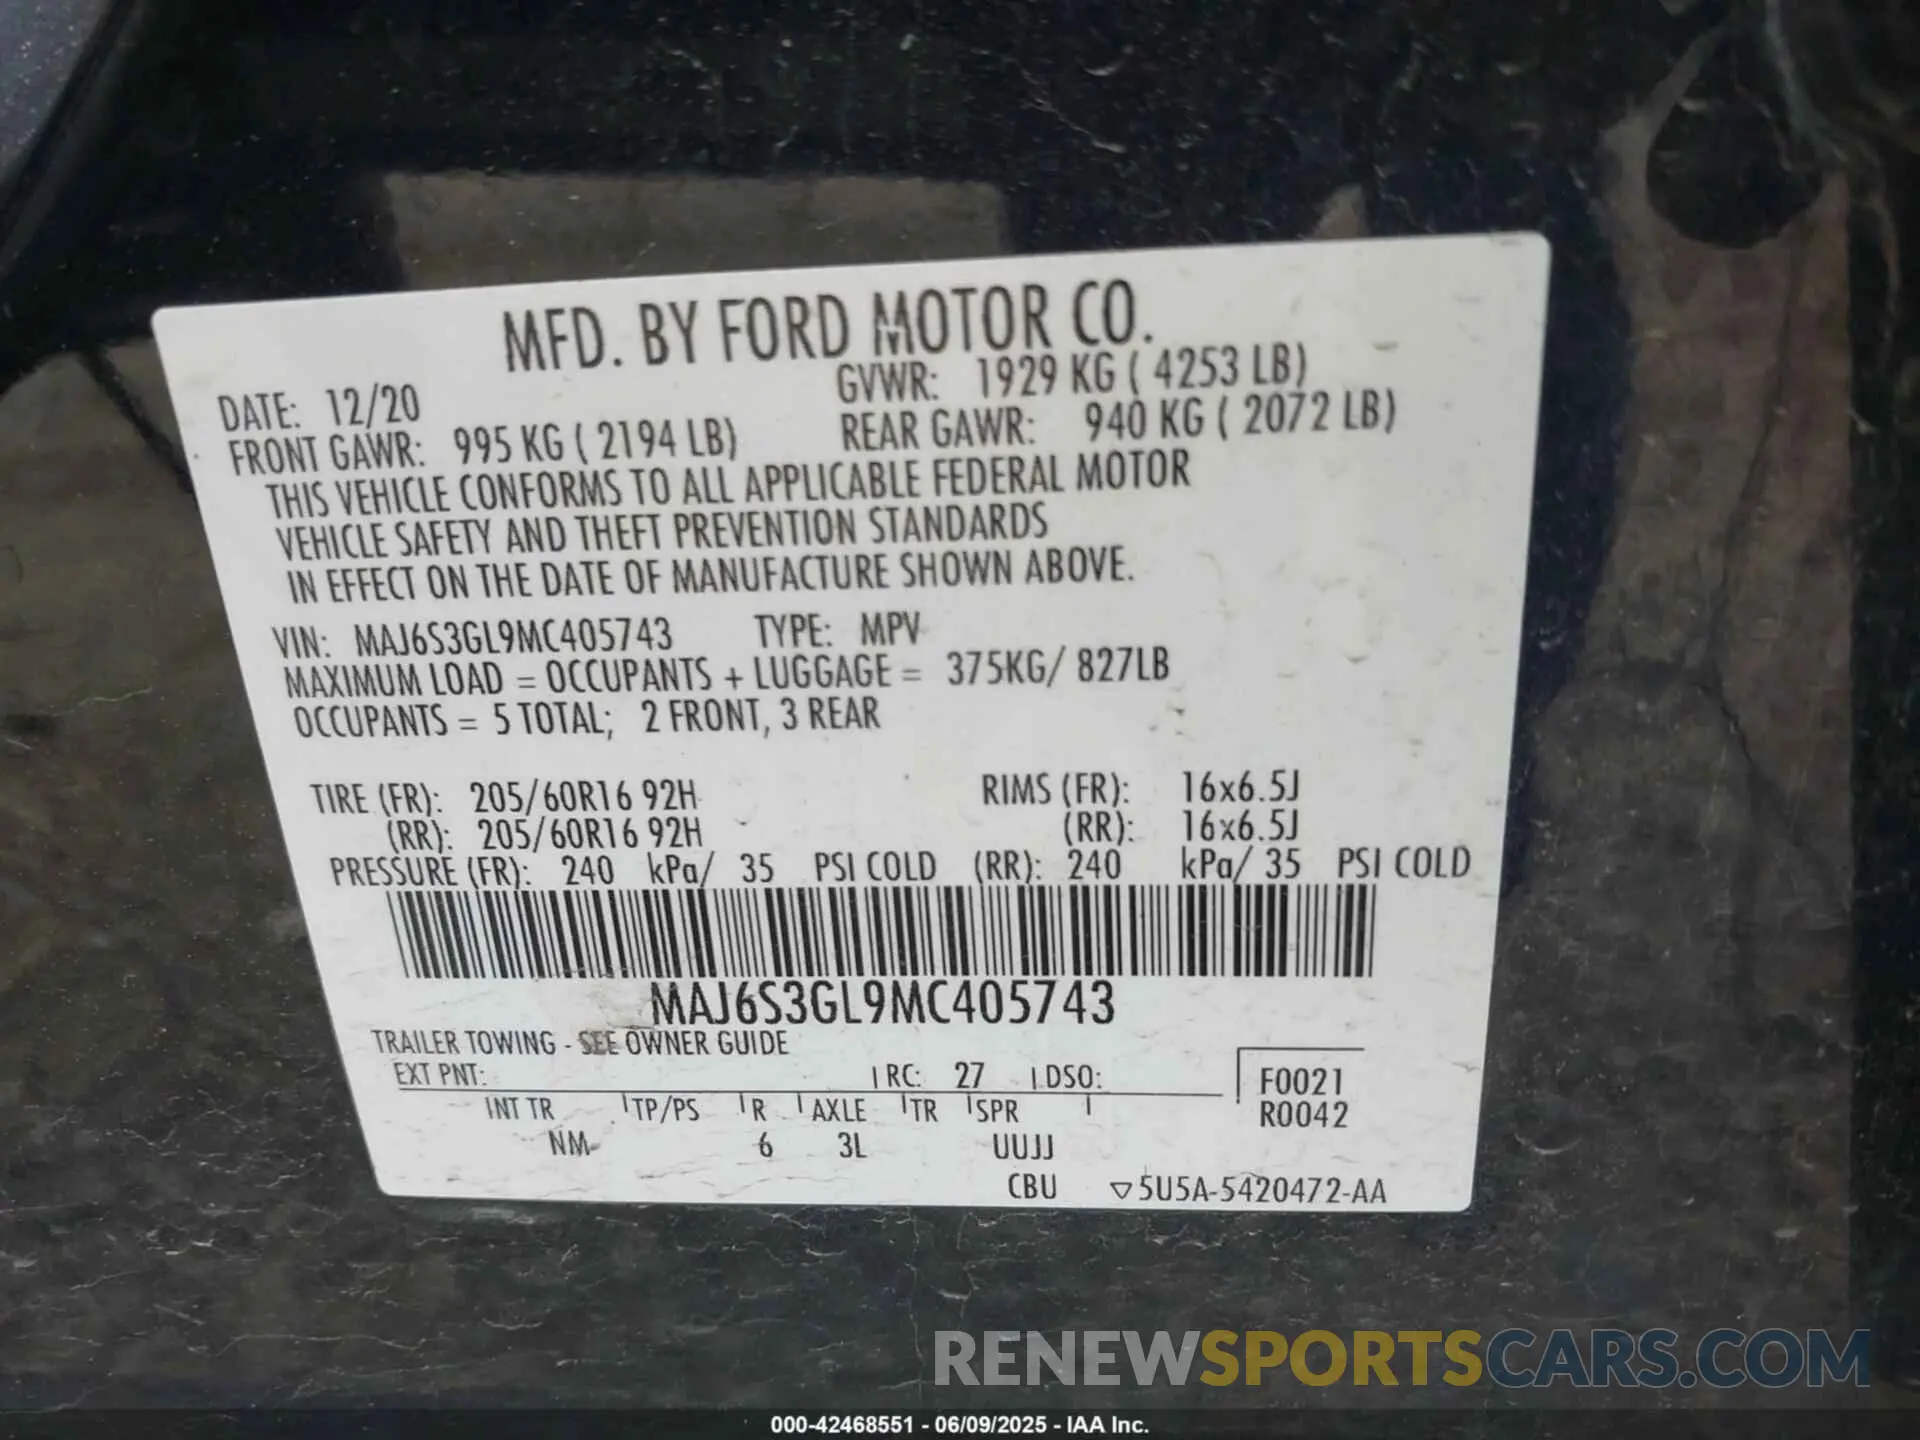 MFD. BY FORD MOTOR CO.
DATE: 12/20
GVWR: 1929 KG ( 4253 LB)
FRONT GAWR: 995 KG ( 2194 LB)
REAR GAWR: 940 KG ( 2072 LB)
THIS VEHICLE CONFORMS TO ALL APPLICABLE FEDERAL MOTOR
VEHICLE SAFETY AND THEFT PREVENTION STANDARDS
IN EFFECT ON THE DATE OF MANUFACTURE SHOWN ABOVE.
VIN: MAJ6S3GL9MC405743 TYPE: MPV
MAXIMUM LOAD = OCCUPANTS + LUGGAGE = 375KG/ 827LB
OCCUPANTS = 5 TOTAL; 2 FRONT, 3 REAR
TIRE (FR): 205/60R16 92H RIMS (FR): 16x6.5J
(RR): 205/60R16 92H (RR): 16x6.5J
PRESSURE (FR): 240 kPa/ 35 PSI COLD (RR): 240 kPa/ 35 PSI COLD
MAJ6S3GL9MC405743
TRAILER TOWING - SEE OWNER GUIDE
EXT PNT: RC: 27 DSO:
INT TR TP/PS R AXLE TR SPR
NM 6 3L UUJJ
F0021
R0042
CBU ▽5U5A-5420472-AA
RENEWSPORTSCARS.COM
000-42468551 - 06/09/2025 - IAA Inc.